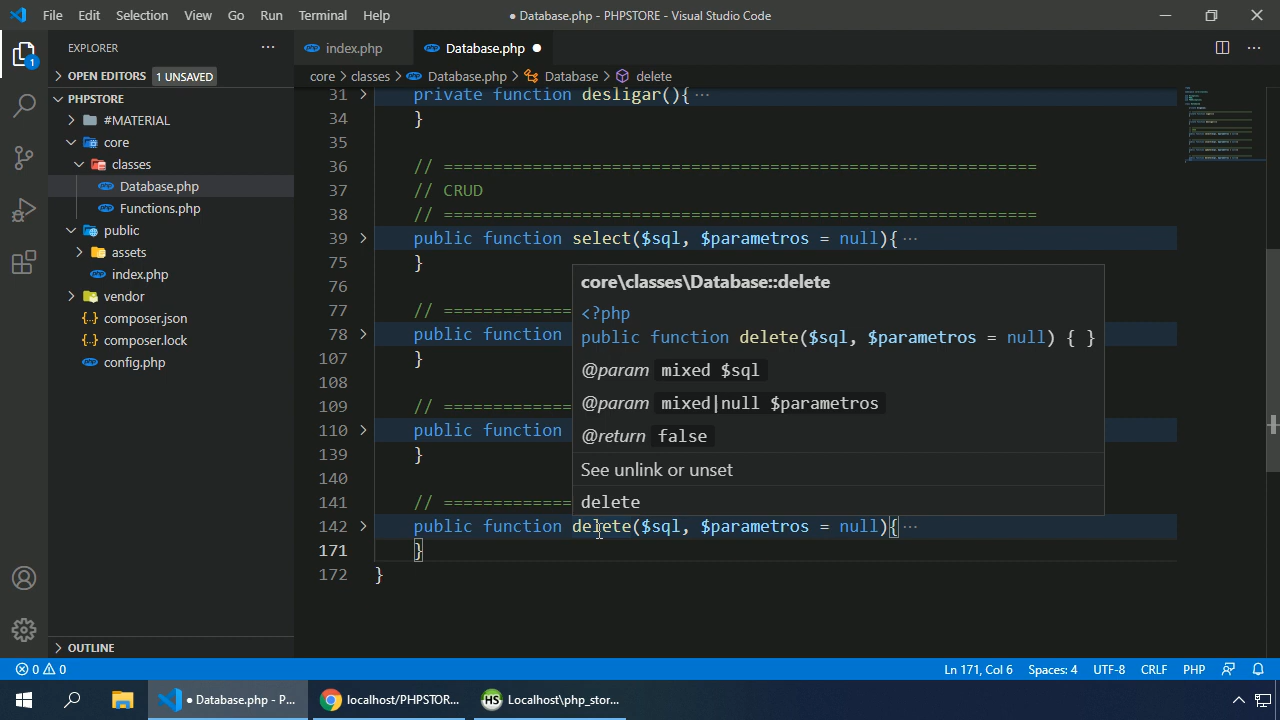 File Edit Selection View Go Run Terminal Help
● Database.php - PHPSTORE - Visual Studio Code
EXPLORER
OPEN EDITORS 1 UNSAVED
PHPSTORE
#MATERIAL
core
classes
Database.php
Functions.php
public
assets
index.php
vendor
composer.json
composer.lock
config.php
OUTLINE
1
index.php Database.php
core > classes > Database.php > Database > delete
31 private function desligar(){ ···
34 }
35
36 // ============================================================
37 // CRUD
38 // ============================================================
39 public function select($sql, $parametros = null){ ···
75 }
76
77 // =============
78 public function
107 }
108
109 // =============
110 public function
139 }
140
141 // =============
142 public function delete($sql, $parametros = null){ ···
171 }
172 }
core\classes\Database::delete
<?php
public function delete($sql, $parametros = null) { }
@param mixed $sql
@param mixed|null $parametros
@return false
See unlink or unset
delete
0 0 Ln 171, Col 6 Spaces: 4 UTF-8 CRLF PHP
● Database.php - P... localhost/PHPSTOR... HS Localhost\php_stor...